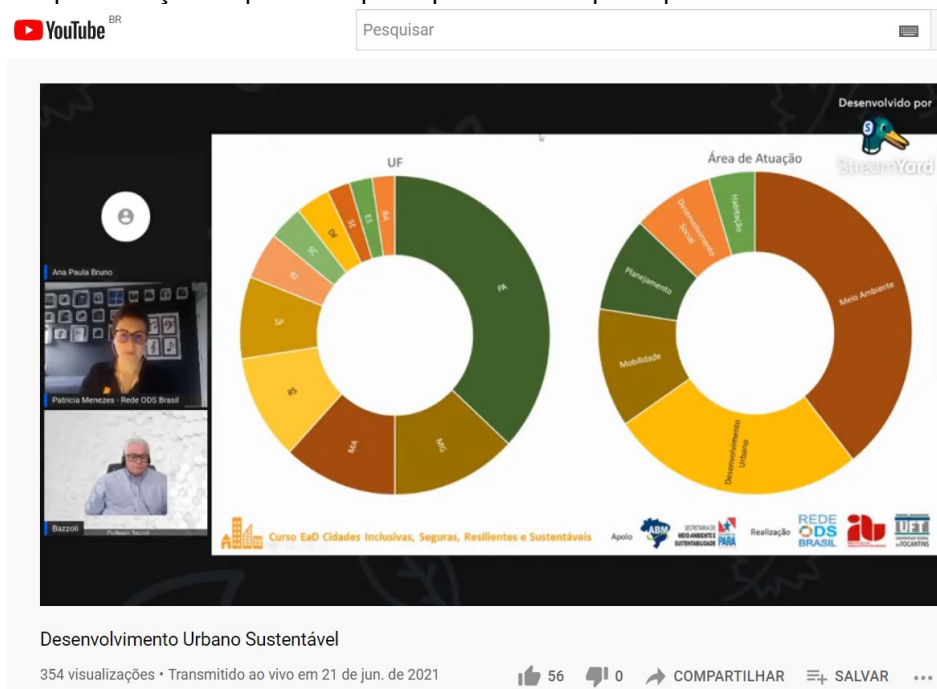 YouTube BR
Pesquisar
Desenvolvido por
StreamYard
Ana Paula Bruno
Patricia Menezes - Rede ODS Brasil
Bazzoli
UF
PA
MG
MA
RS
SP
RJ
SC
DF
SE
ES
BA
Área de Atuação
Meio Ambiente
Desenvolvimento
Urbano
Mobilidade
Planejamento
Desenvolvimento
Social
Habitação
Curso EaD Cidades Inclusivas, Seguras, Resilientes e Sustentáveis
Apoio
ABM
SECRETARIA DE
MEIO AMBIENTE E
SUSTENTABILIDADE
PARÁ
Realização
REDE
ODS
BRASIL
UFT
Desenvolvimento Urbano Sustentável
354 visualizações • Transmitido ao vivo em 21 de jun. de 2021
56
0
COMPARTILHAR
SALVAR